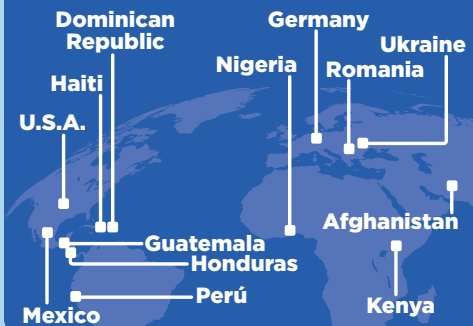 Dominican
Republic
Germany
Ukraine
Nigeria
Romania
Haiti
U.S.A.
Afghanistan
Guatemala
Honduras
Perú
Kenya
Mexico